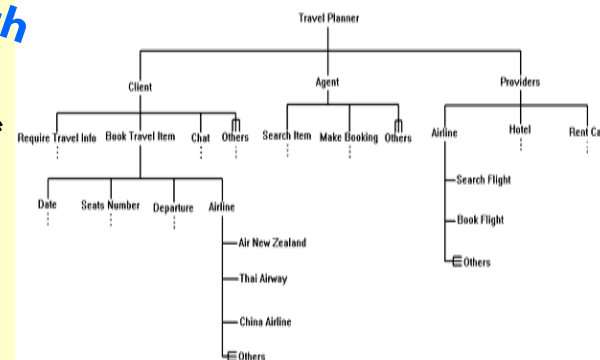 Travel Planner
Client Agent Providers
Require Travel Info Book Travel Item Chat Others Search Item Make Booking Others Airline Hotel Rent
Date Seats Number Departure Airline
Search Flight
Book Flight
Others
Air New Zealand
Thai Airway
China Airline
Others